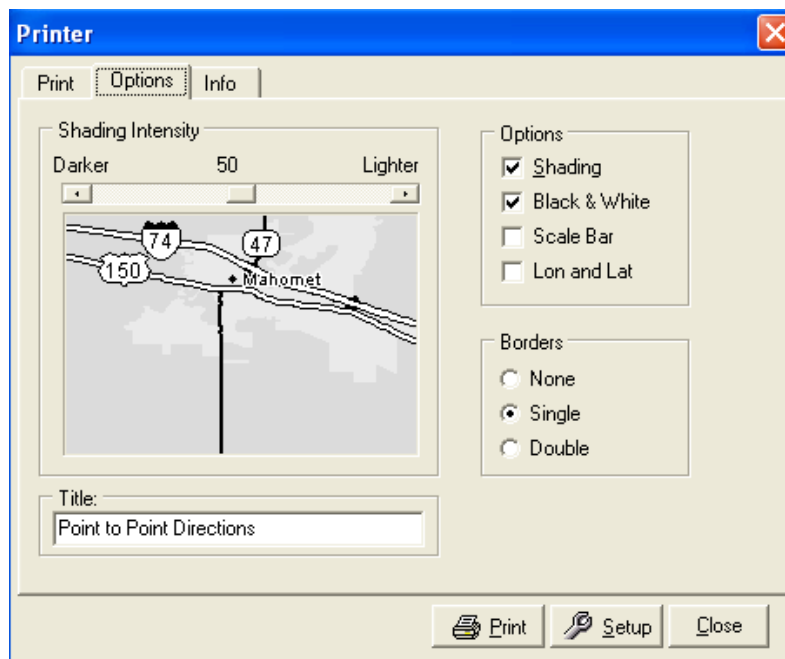 Printer
Print Options Info
Shading Intensity
Darker 50 Lighter
74
47
150
Mahomet
Title:
Point to Point Directions
Options
Shading
Black & White
Scale Bar
Lon and Lat
Borders
None
Single
Double
Print Setup Close